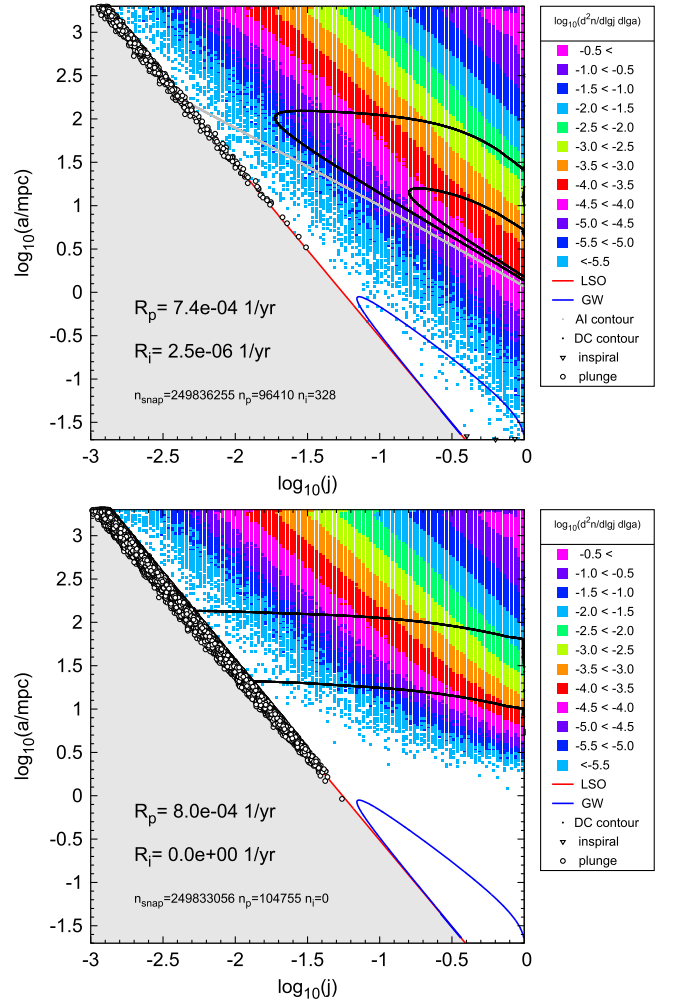 log10(d2n/dlgj dlga)
-0.5 <
-1.0 < -0.5
-1.5 < -1.0
-2.0 < -1.5
-2.5 < -2.0
-3.0 < -2.5
-3.5 < -3.0
-4.0 < -3.5
-4.5 < -4.0
-5.0 < -4.5
-5.5 < -5.0
<-5.5
LSO
GW
AI contour
DC contour
inspiral
plunge
3
2.5
2
1.5
1
0.5
0
-0.5
-1
-1.5
log10(a/mpc)
Rp= 7.4e-04 1/yr
Ri= 2.5e-06 1/yr
nsnap=249836255 np=96410 ni=328
-3 -2.5 -2 -1.5 -1 -0.5 0
log10(j)
log10(d2n/dlgj dlga)
-0.5 <
-1.0 < -0.5
-1.5 < -1.0
-2.0 < -1.5
-2.5 < -2.0
-3.0 < -2.5
-3.5 < -3.0
-4.0 < -3.5
-4.5 < -4.0
-5.0 < -4.5
-5.5 < -5.0
<-5.5
LSO
GW
DC contour
inspiral
plunge
3
2.5
2
1.5
1
0.5
0
-0.5
-1
-1.5
log10(a/mpc)
Rp= 8.0e-04 1/yr
Ri= 0.0e+00 1/yr
nsnap=249833056 np=104755 ni=0
-3 -2.5 -2 -1.5 -1 -0.5 0
log10(j)